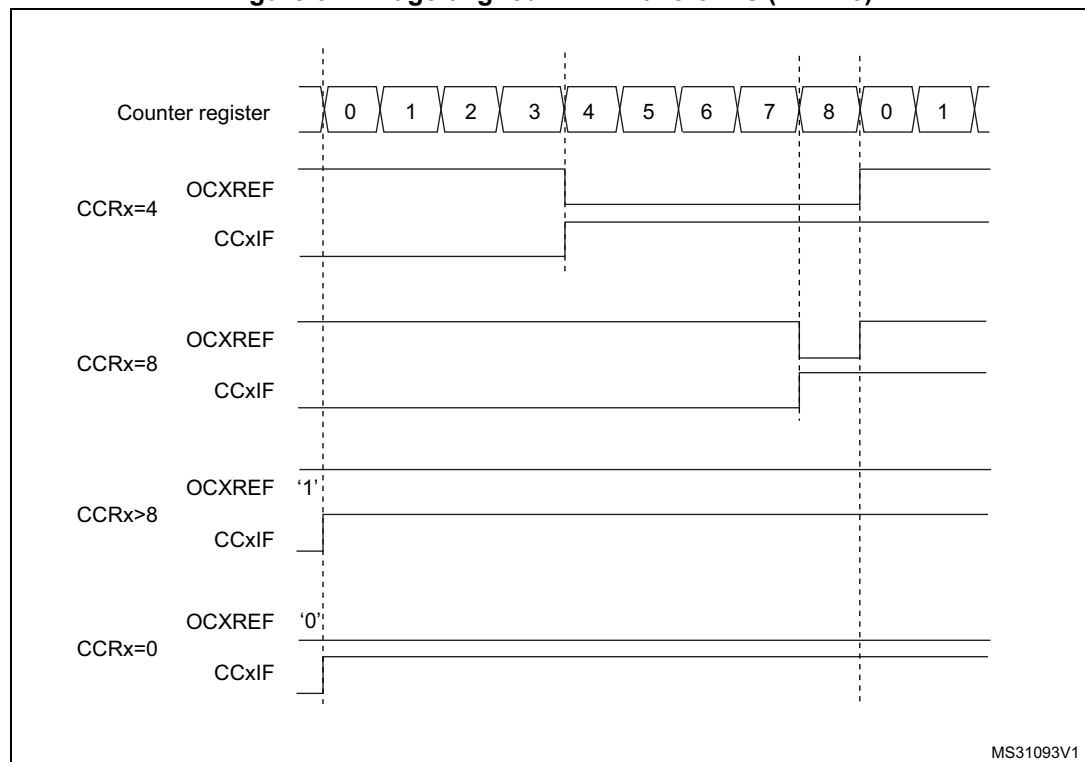 Counter register 0 1 2 3 4 5 6 7 8 0 1
OCXREF
CCRx=4
CCxIF
OCXREF
CCRx=8
CCxIF
OCXREF '1'
CCRx>8
CCxIF
OCXREF '0'
CCRx=0
CCxIF
MS31093V1